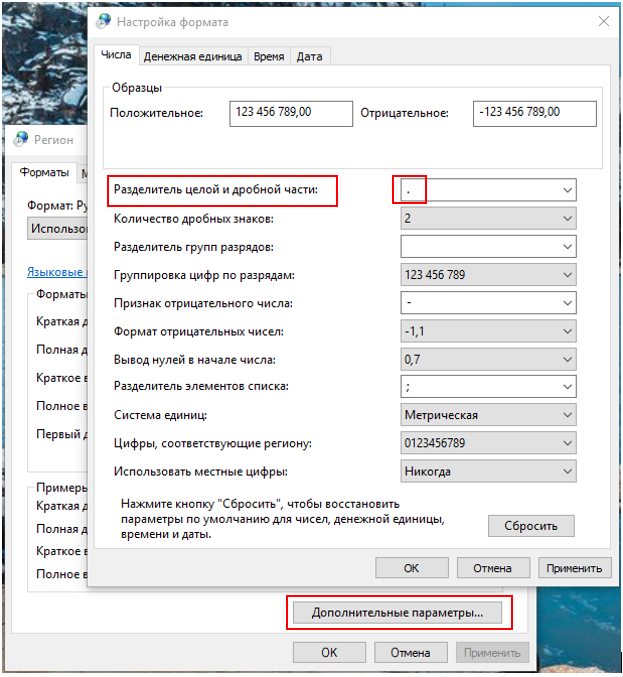 Настройка формата
Числа
Денежная единица
Время
Дата
Образцы
Положительное:
123 456 789,00
Отрицательное:
-123 456 789,00
Разделитель целой и дробной части:
.
Количество дробных знаков:
2
Разделитель групп разрядов:
Группировка цифр по разрядам:
123 456 789
Признак отрицательного числа:
-
Формат отрицательных чисел:
-1,1
Вывод нулей в начале числа:
0,7
Разделитель элементов списка:
;
Система единиц:
Метрическая
Цифры, соответствующие региону:
0123456789
Использовать местные цифры:
Никогда
Нажмите кнопку "Сбросить", чтобы восстановить
параметры по умолчанию для чисел, денежной единицы,
времени и даты.
Сбросить
ОК
Отмена
Применить
Регион
Форматы
Формат: Ру
Использо
Языковые
Форматы
Краткая д
Полная д
Краткое в
Полное в
Первый д
Примеры
Краткая д
Полная д
Краткое в
Полное в
Дополнительные параметры...
ОК
Отмена
Применить